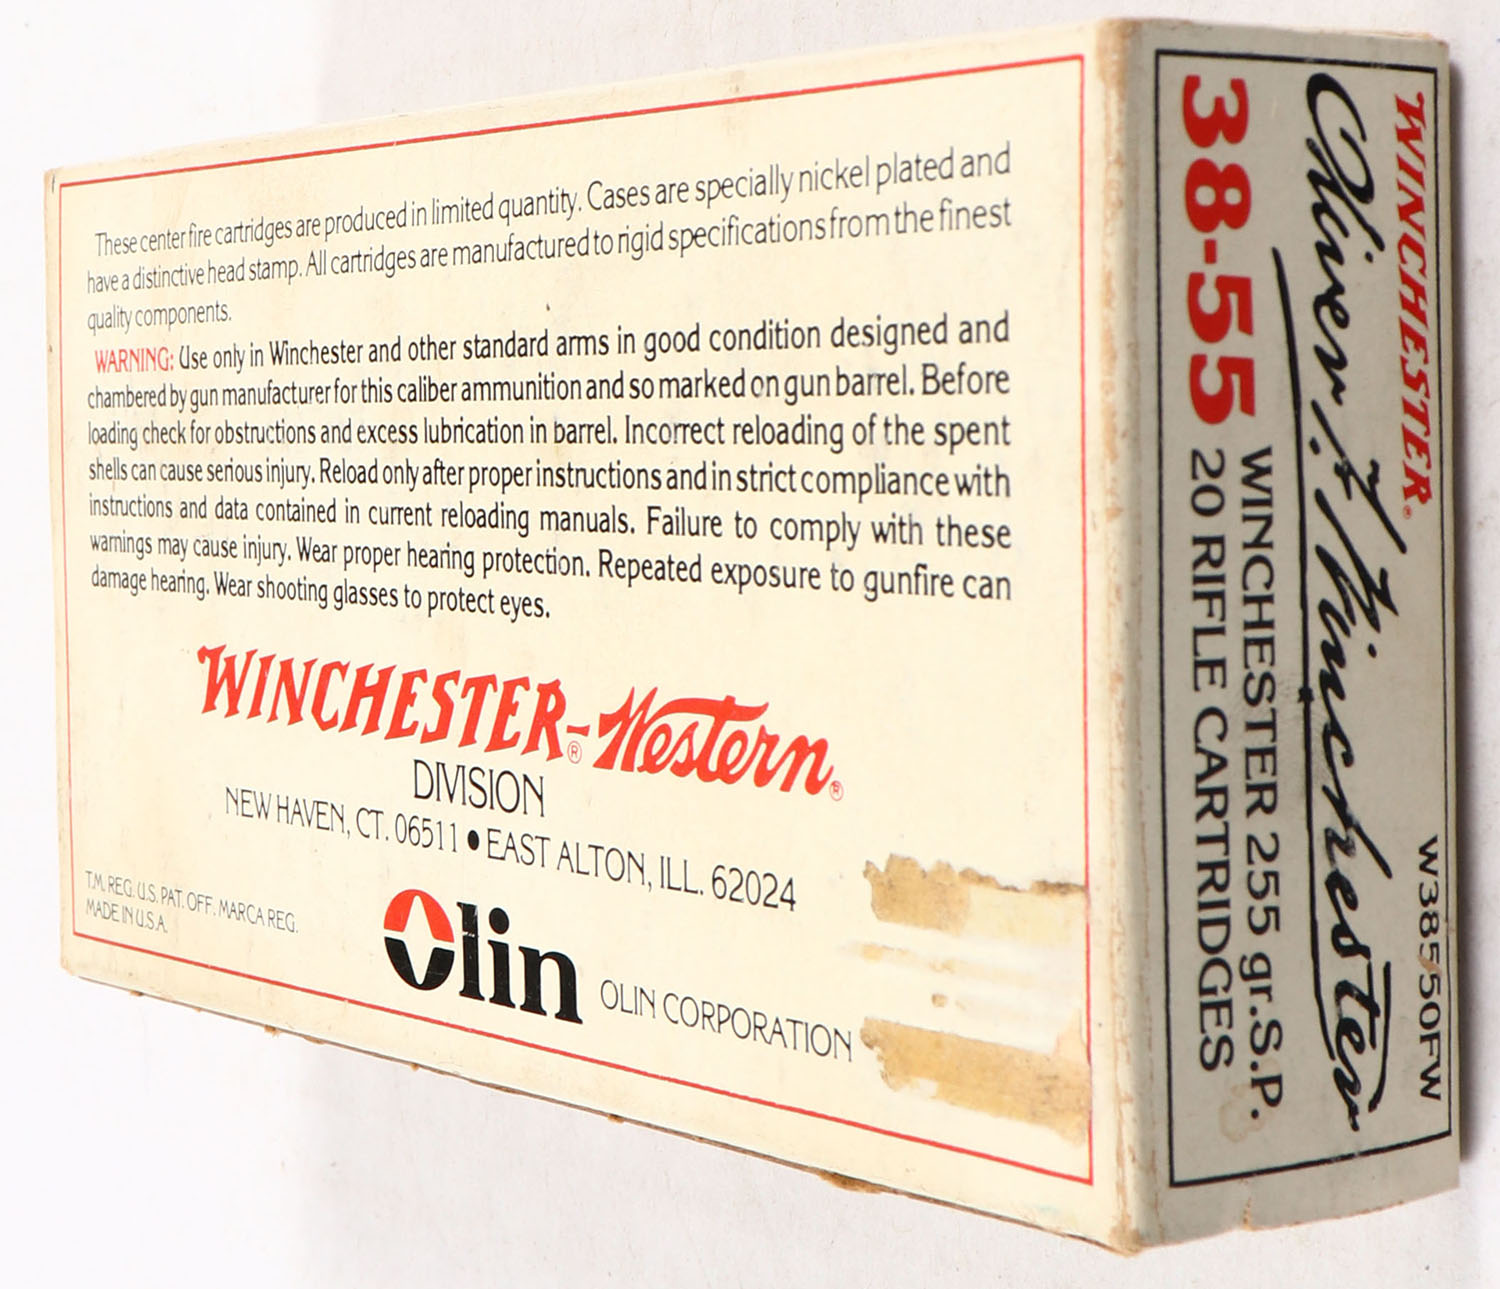 These center fire cartridges are produced in limited quantity. Cases are specially nickel plated and
have a distinctive head stamp. All cartridges are manufactured to rigid specifications from the finest
quality components.
WARNING: Use only in Winchester and other standard arms in good condition designed and
chambered by gun manufacturer for this caliber ammunition and so marked on gun barrel. Before
loading check for obstructions and excess lubrication in barrel. Incorrect reloading of the spent
shells can cause serious injury. Reload only after proper instructions and in strict compliance with
instructions and data contained in current reloading manuals. Failure to comply with these
warnings may cause injury. Wear proper hearing protection. Repeated exposure to gunfire can
damage hearing. Wear shooting glasses to protect eyes.
WINCHESTER®-Western®
DIVISION
NEW HAVEN, CT. 06511 • EAST ALTON, ILL. 62024
T.M. REG. U.S. PAT. OFF. MARCA REG.
MADE IN U.S.A.
Olin OLIN CORPORATION
WINCHESTER® W38550FW
Oliver F. Winchester
38-55 WINCHESTER 255 gr. S.P.
20 RIFLE CARTRIDGES